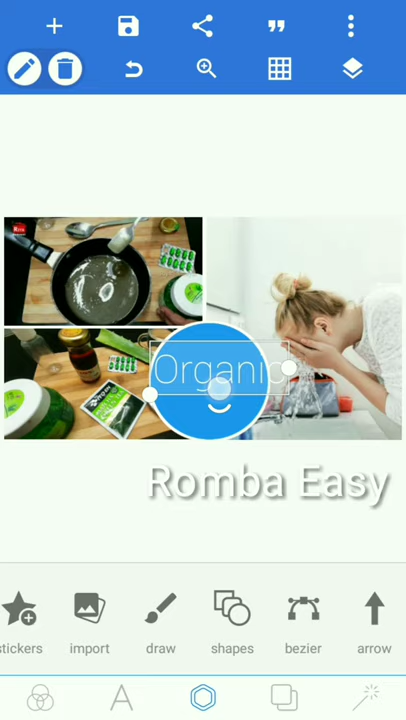 Organic
Romba Easy
stickers
import
draw
shapes
bezier
arrow
A